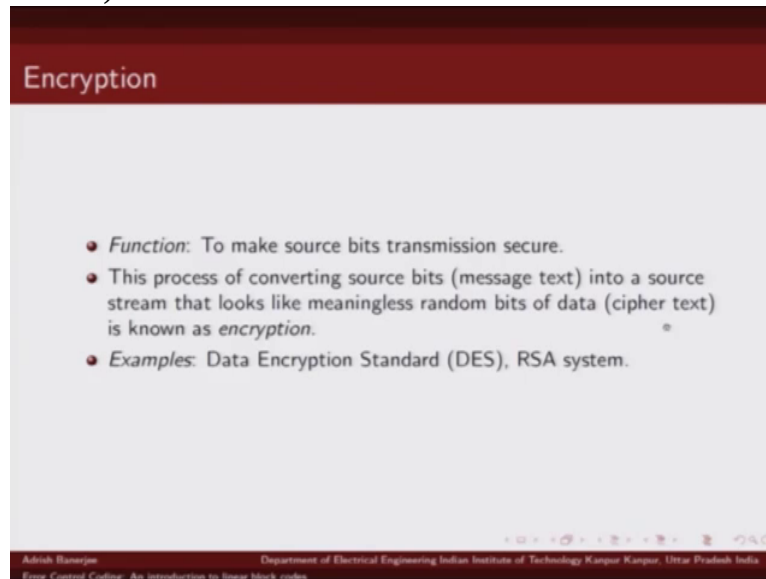 Encryption
Function: To make source bits transmission secure.
This process of converting source bits (message text) into a source
stream that looks like meaningless random bits of data (cipher text)
is known as encryption.
Examples: Data Encryption Standard (DES), RSA system.
Adrish Banerjee
Department of Electrical Engineering Indian Institute of Technology Kanpur Kanpur, Uttar Pradesh India
Error Control Coding: An introduction to linear block codes